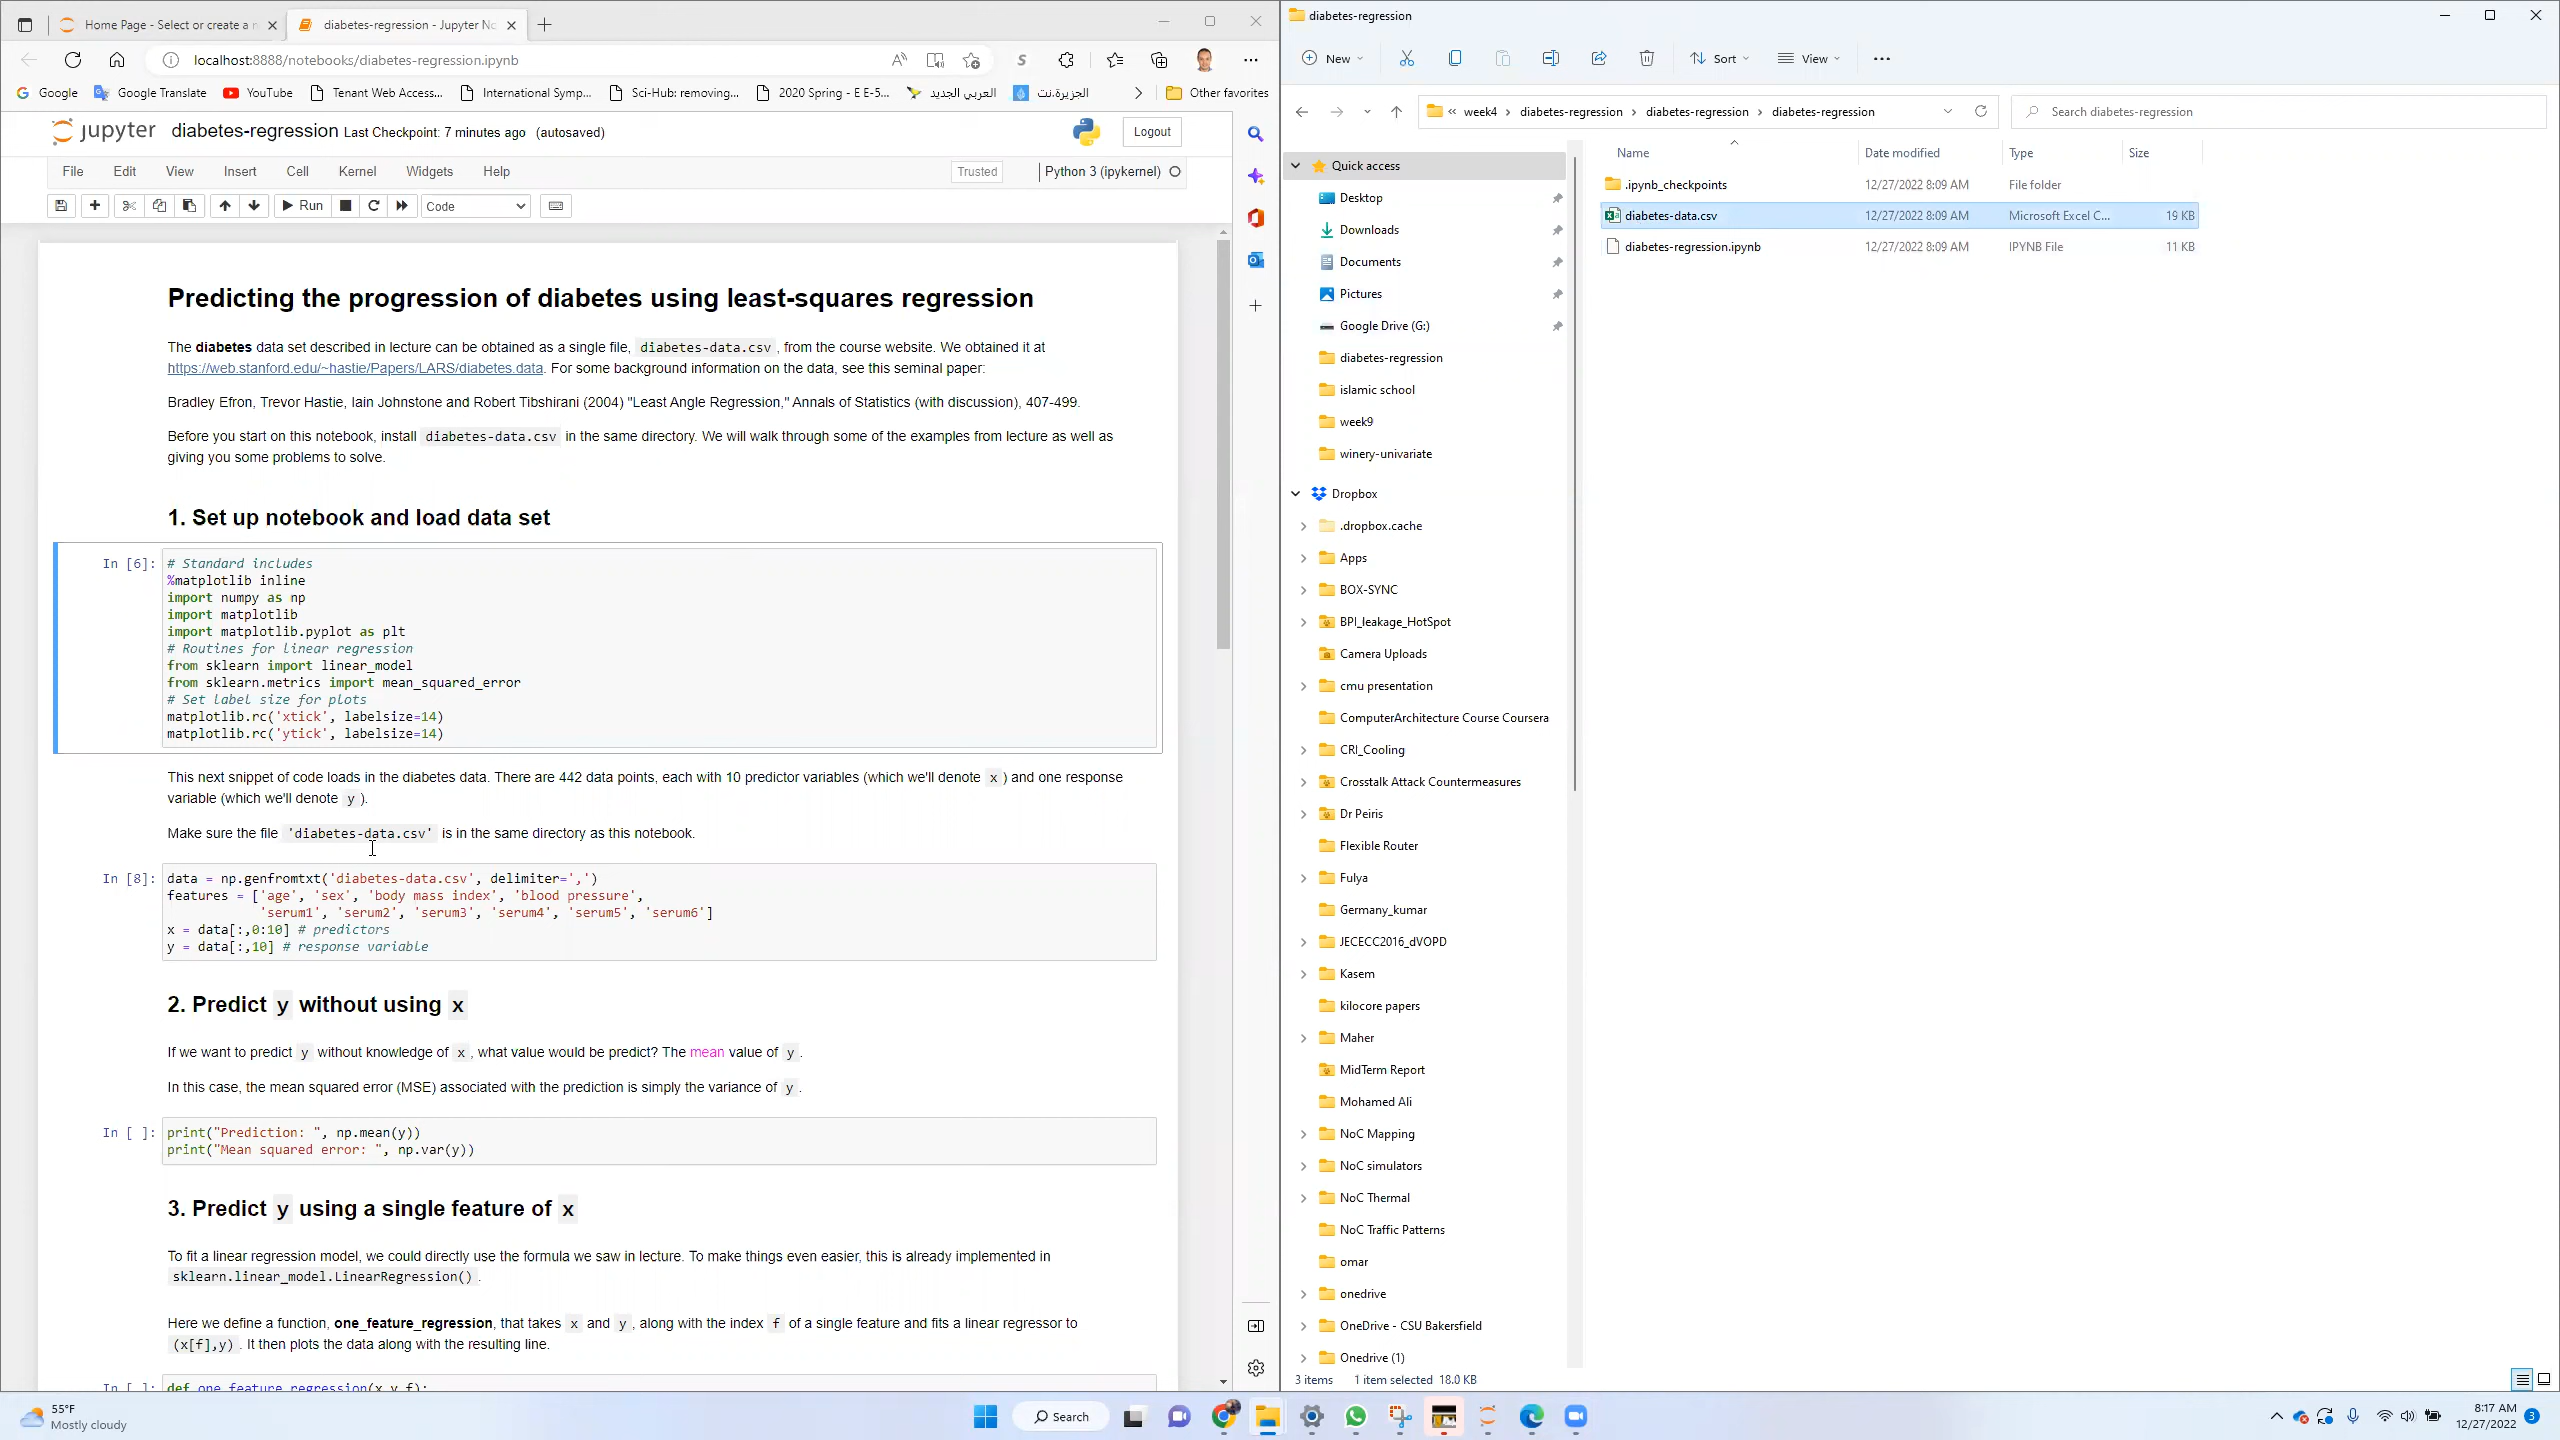 Home Page - Select or create a n
diabetes-regression - Jupyter No
localhost:8888/notebooks/diabetes-regression.ipynb
Google
Google Translate
YouTube
Tenant Web Access...
International Symp...
Sci-Hub: removing...
2020 Spring - E E-5...
العربي الجديد
الجزيرة.نت
Other favorites
jupyter diabetes-regression Last Checkpoint: 7 minutes ago (autosaved)
Logout
File Edit View Insert Cell Kernel Widgets Help
Trusted
Python 3 (ipykernel)
Run
Code
Predicting the progression of diabetes using least-squares regression
The diabetes data set described in lecture can be obtained as a single file, diabetes-data.csv , from the course website. We obtained it at
https://web.stanford.edu/~hastie/Papers/LARS/diabetes.data. For some background information on the data, see this seminal paper:
Bradley Efron, Trevor Hastie, Iain Johnstone and Robert Tibshirani (2004) "Least Angle Regression," Annals of Statistics (with discussion), 407-499.
Before you start on this notebook, install diabetes-data.csv in the same directory. We will walk through some of the examples from lecture as well as
giving you some problems to solve.
1. Set up notebook and load data set
In [6]:
# Standard includes
%matplotlib inline
import numpy as np
import matplotlib
import matplotlib.pyplot as plt
# Routines for linear regression
from sklearn import linear_model
from sklearn.metrics import mean_squared_error
# Set label size for plots
matplotlib.rc('xtick', labelsize=14)
matplotlib.rc('ytick', labelsize=14)
This next snippet of code loads in the diabetes data. There are 442 data points, each with 10 predictor variables (which we'll denote x ) and one response
variable (which we'll denote y ).
Make sure the file 'diabetes-data.csv' is in the same directory as this notebook.
In [8]:
data = np.genfromtxt('diabetes-data.csv', delimiter=',')
features = ['age', 'sex', 'body mass index', 'blood pressure',
'serum1', 'serum2', 'serum3', 'serum4', 'serum5', 'serum6']
x = data[:,0:10] # predictors
y = data[:,10] # response variable
2. Predict y without using x
If we want to predict y without knowledge of x , what value would be predict? The mean value of y .
In this case, the mean squared error (MSE) associated with the prediction is simply the variance of y .
In [ ]:
print("Prediction: ", np.mean(y))
print("Mean squared error: ", np.var(y))
3. Predict y using a single feature of x
To fit a linear regression model, we could directly use the formula we saw in lecture. To make things even easier, this is already implemented in
sklearn.linear_model.LinearRegression() .
Here we define a function, one_feature_regression, that takes x and y , along with the index f of a single feature and fits a linear regressor to
(x[f],y) . It then plots the data along with the resulting line.
In [ ]:
def one_feature_regression(x,y,f):
diabetes-regression
New
Sort
View
week4 > diabetes-regression > diabetes-regression > diabetes-regression
Search diabetes-regression
Name Date modified Type Size
.ipynb_checkpoints 12/27/2022 8:09 AM File folder
diabetes-data.csv 12/27/2022 8:09 AM Microsoft Excel C... 19 KB
diabetes-regression.ipynb 12/27/2022 8:09 AM IPYNB File 11 KB
Quick access
Desktop
Downloads
Documents
Pictures
Google Drive (G:)
diabetes-regression
islamic school
week9
winery-univariate
Dropbox
.dropbox.cache
Apps
BOX-SYNC
BPI_leakage_HotSpot
Camera Uploads
cmu presentation
ComputerArchitecture Course Coursera
CRI_Cooling
Crosstalk Attack Countermeasures
Dr Peiris
Flexible Router
Fulya
Germany_kumar
JECECC2016_dVOPD
Kasem
kilocore papers
Maher
MidTerm Report
Mohamed Ali
NoC Mapping
NoC simulators
NoC Thermal
NoC Traffic Patterns
omar
onedrive
OneDrive - CSU Bakersfield
Onedrive (1)
3 items 1 item selected 18.0 KB
55°F
Mostly cloudy
Search
8:17 AM
12/27/2022
3